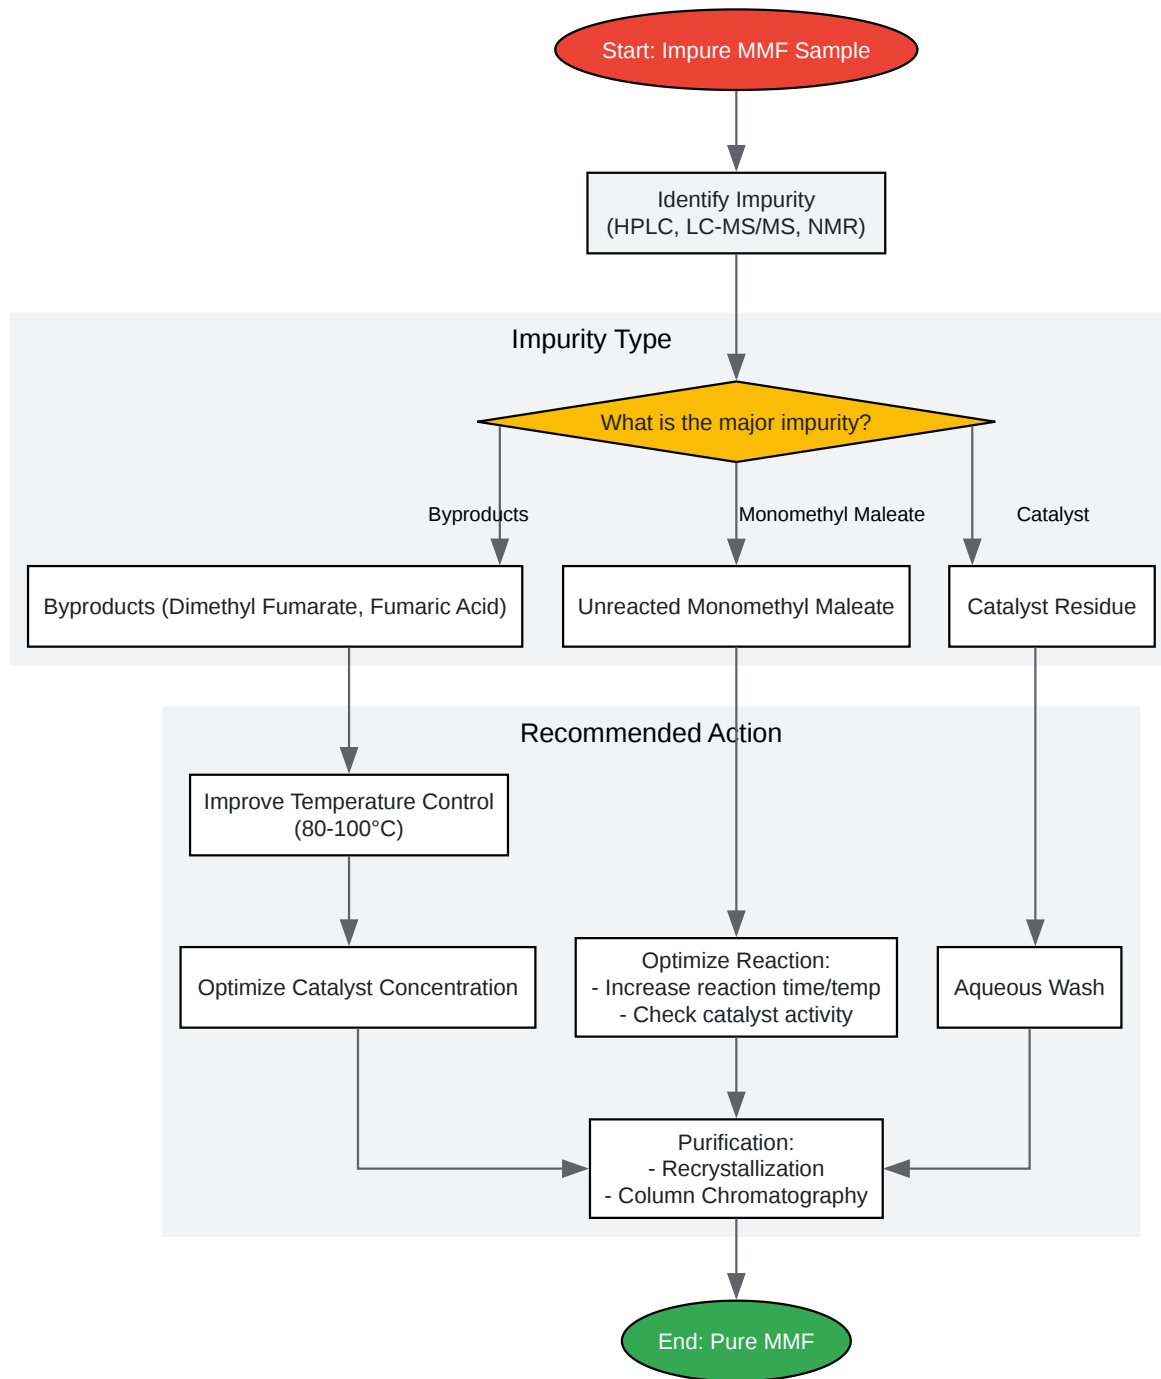 Start: Impure MMF Sample
Identify Impurity
(HPLC, LC-MS/MS, NMR)
Impurity Type
What is the major impurity?
Byproducts
Monomethyl Maleate
Catalyst
Byproducts (Dimethyl Fumarate, Fumaric Acid)
Unreacted Monomethyl Maleate
Catalyst Residue
Recommended Action
Improve Temperature Control
(80-100°C)
Optimize Catalyst Concentration
Optimize Reaction:
- Increase reaction time/temp
- Check catalyst activity
Aqueous Wash
Purification:
- Recrystallization
- Column Chromatography
End: Pure MMF